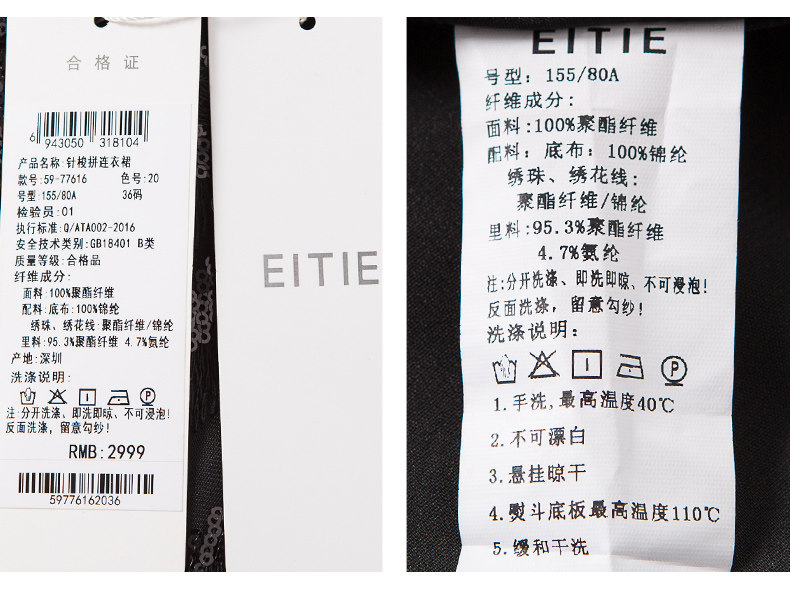 合格证
6 943050 318104
产品名称:针梭拼连衣裙
款号:59-77616 色号:20
号型:155/80A 36码
检验员:01
执行标准:Q/ATA002-2016
安全技术类别:GB18401 B类
质量等级:合格品
纤维成分:
面料:100%聚酯纤维
配料:底布:100%锦纶
绣珠、绣花线:聚酯纤维/锦纶
里料:95.3%聚酯纤维 4.7%氨纶
产地:深圳
洗涤说明:
P
注:分开洗涤、即洗即晾、不可浸泡!
反面洗涤，留意勾纱!
RMB:2999
59776162036
EITIE
EITIE
号型: 155/80A
纤维成分:
面料:100%聚酯纤维
配料: 底布: 100%锦纶
绣珠、绣花线:
聚酯纤维/锦纶
里料:95.3%聚酯纤维
4.7%氨纶
注:分开洗涤、即洗即晾、不可浸泡!
反面洗涤，留意勾纱!
洗涤说明:
P
1.手洗,最高温度40℃
2.不可漂白
3.悬挂晾干
4.熨斗底板最高温度110℃
5.缓和干洗